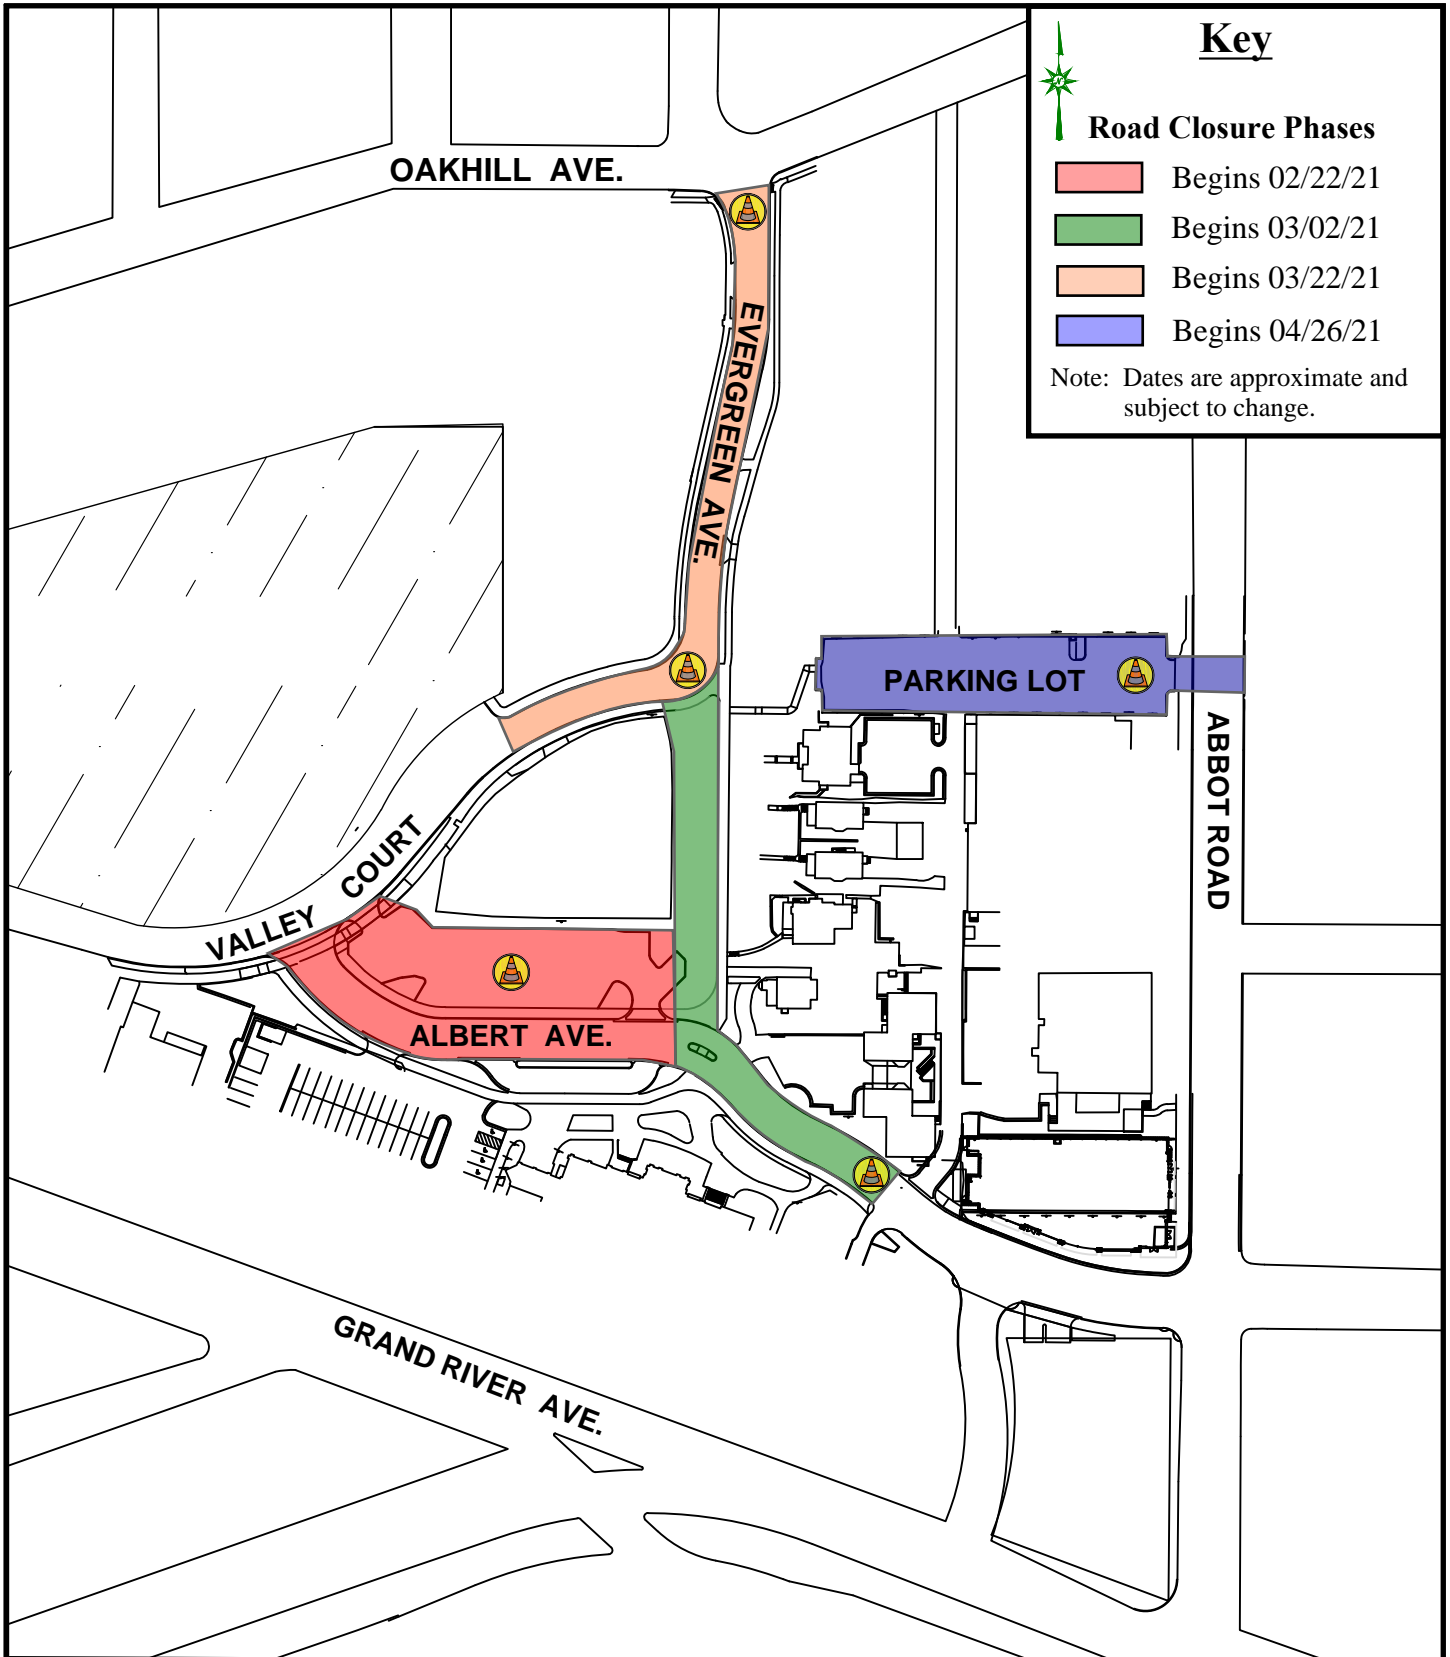 Key
N
Road Closure Phases
Begins 02/22/21
Begins 03/02/21
Begins 03/22/21
Begins 04/26/21
Note: Dates are approximate and
subject to change.
OAKHILL AVE.
EVERGREEN AVE.
PARKING LOT
ABBOT ROAD
VALLEY COURT
ALBERT AVE.
GRAND RIVER AVE.